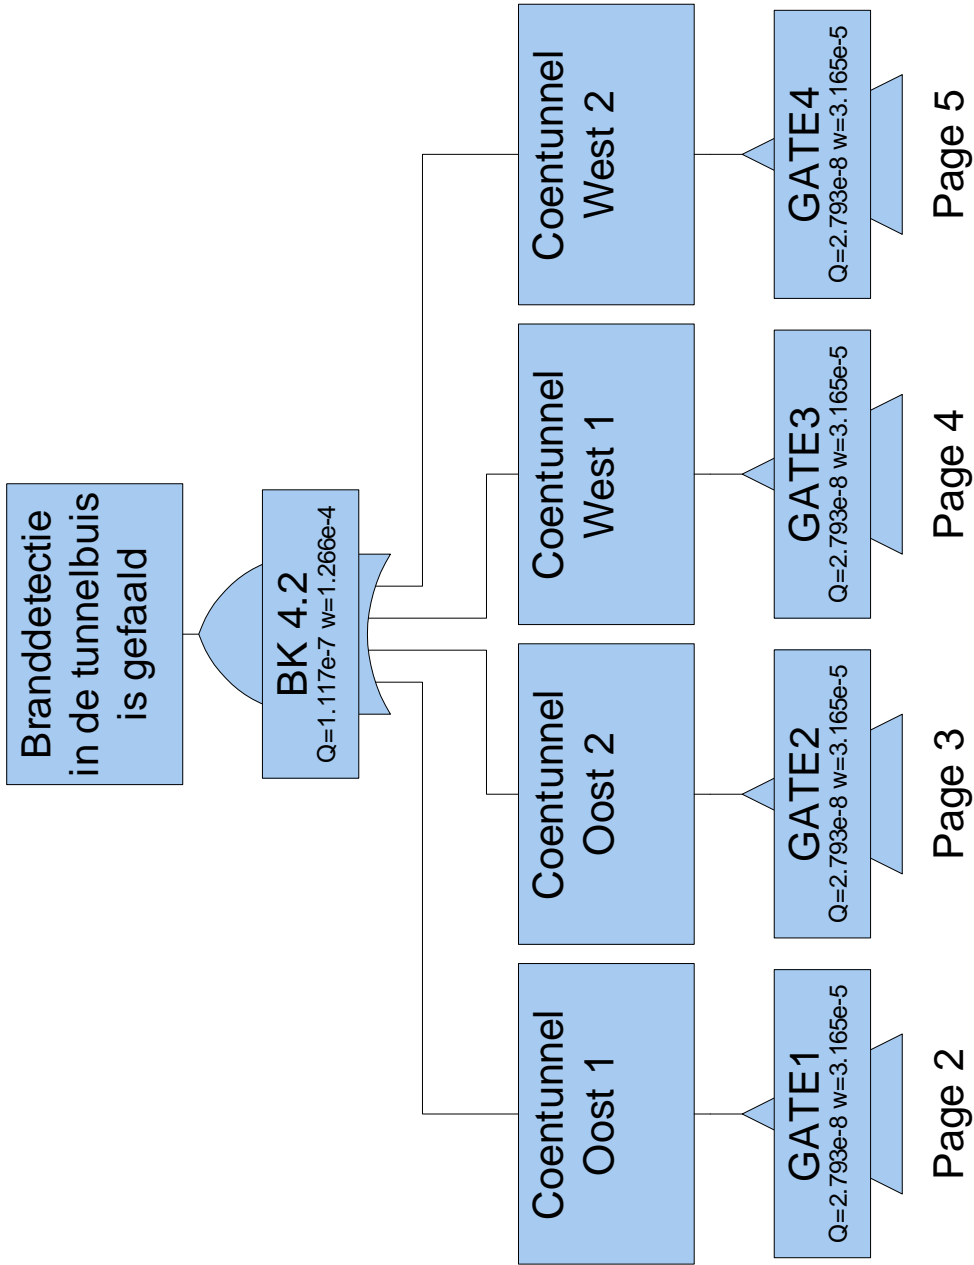 Branddetectie
in de tunnelbuis
is gefaald
BK 4.2
Q=1.117e-7 w=1.266e-4
Coentunnel
Oost 1
GATE1
Q=2.793e-8 w=3.165e-5
Page 2
Coentunnel
Oost 2
GATE2
Q=2.793e-8 w=3.165e-5
Page 3
Coentunnel
West 1
GATE3
Q=2.793e-8 w=3.165e-5
Page 4
Coentunnel
West 2
GATE4
Q=2.793e-8 w=3.165e-5
Page 5